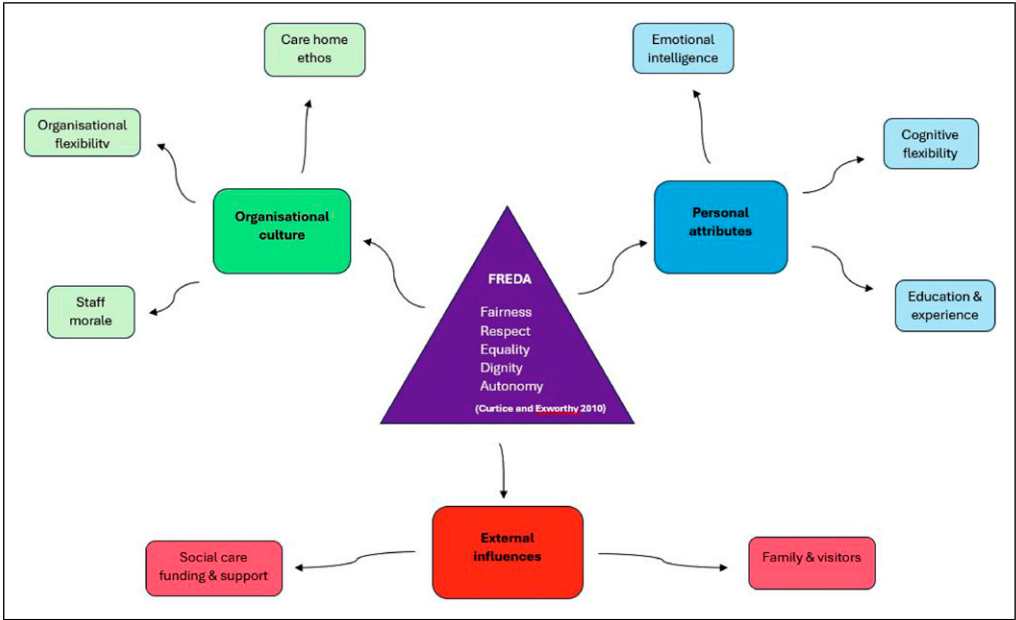 Care home
ethos
Emotional
intelligence
Organisational
flexibility
Cognitive
flexibility
Organisational
culture
Personal
attributes
FREDA
Fairness
Respect
Equality
Dignity
Autonomy
(Curtice and Exworthy 2010)
Staff
morale
Education &
experience
External
influences
Social care
funding & support
Family & visitors